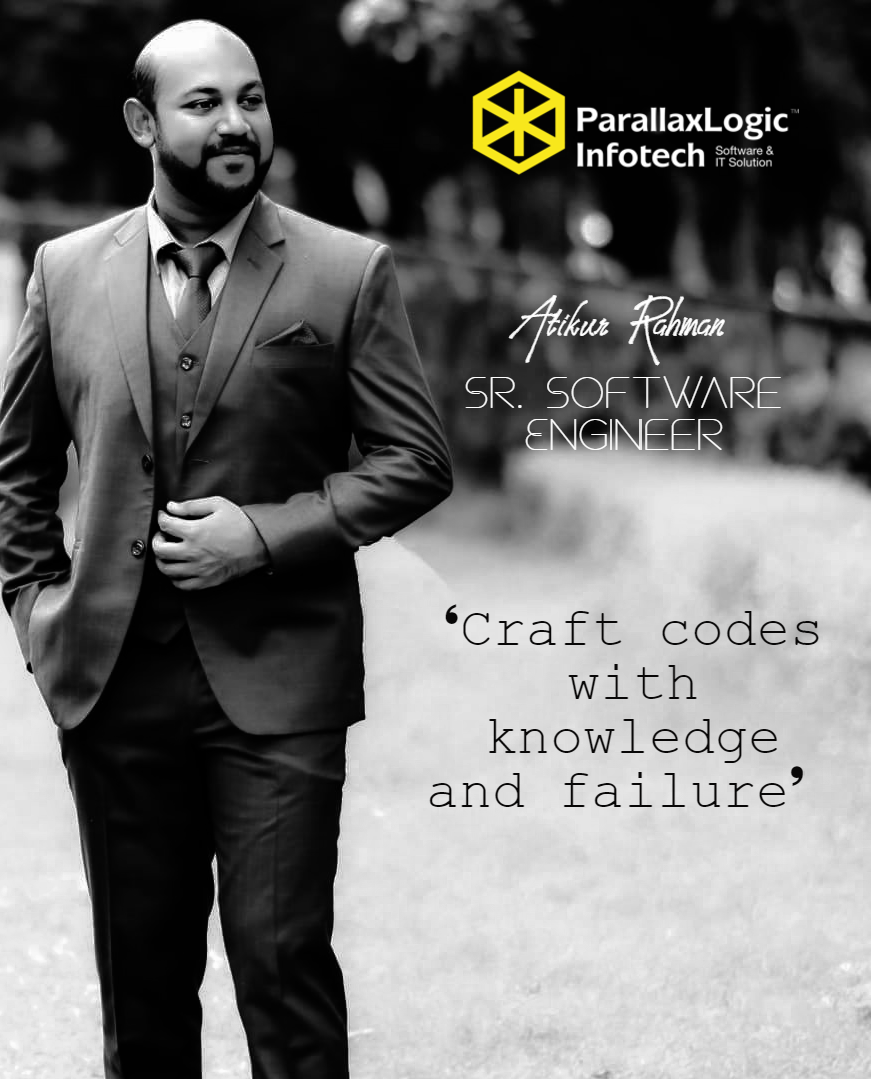 ParallaxLogic™
Infotech Software &
IT Solution
Atikur Rahman
SR. SOFTWARE
ENGINEER
‘Craft codes
with
knowledge
and failure’